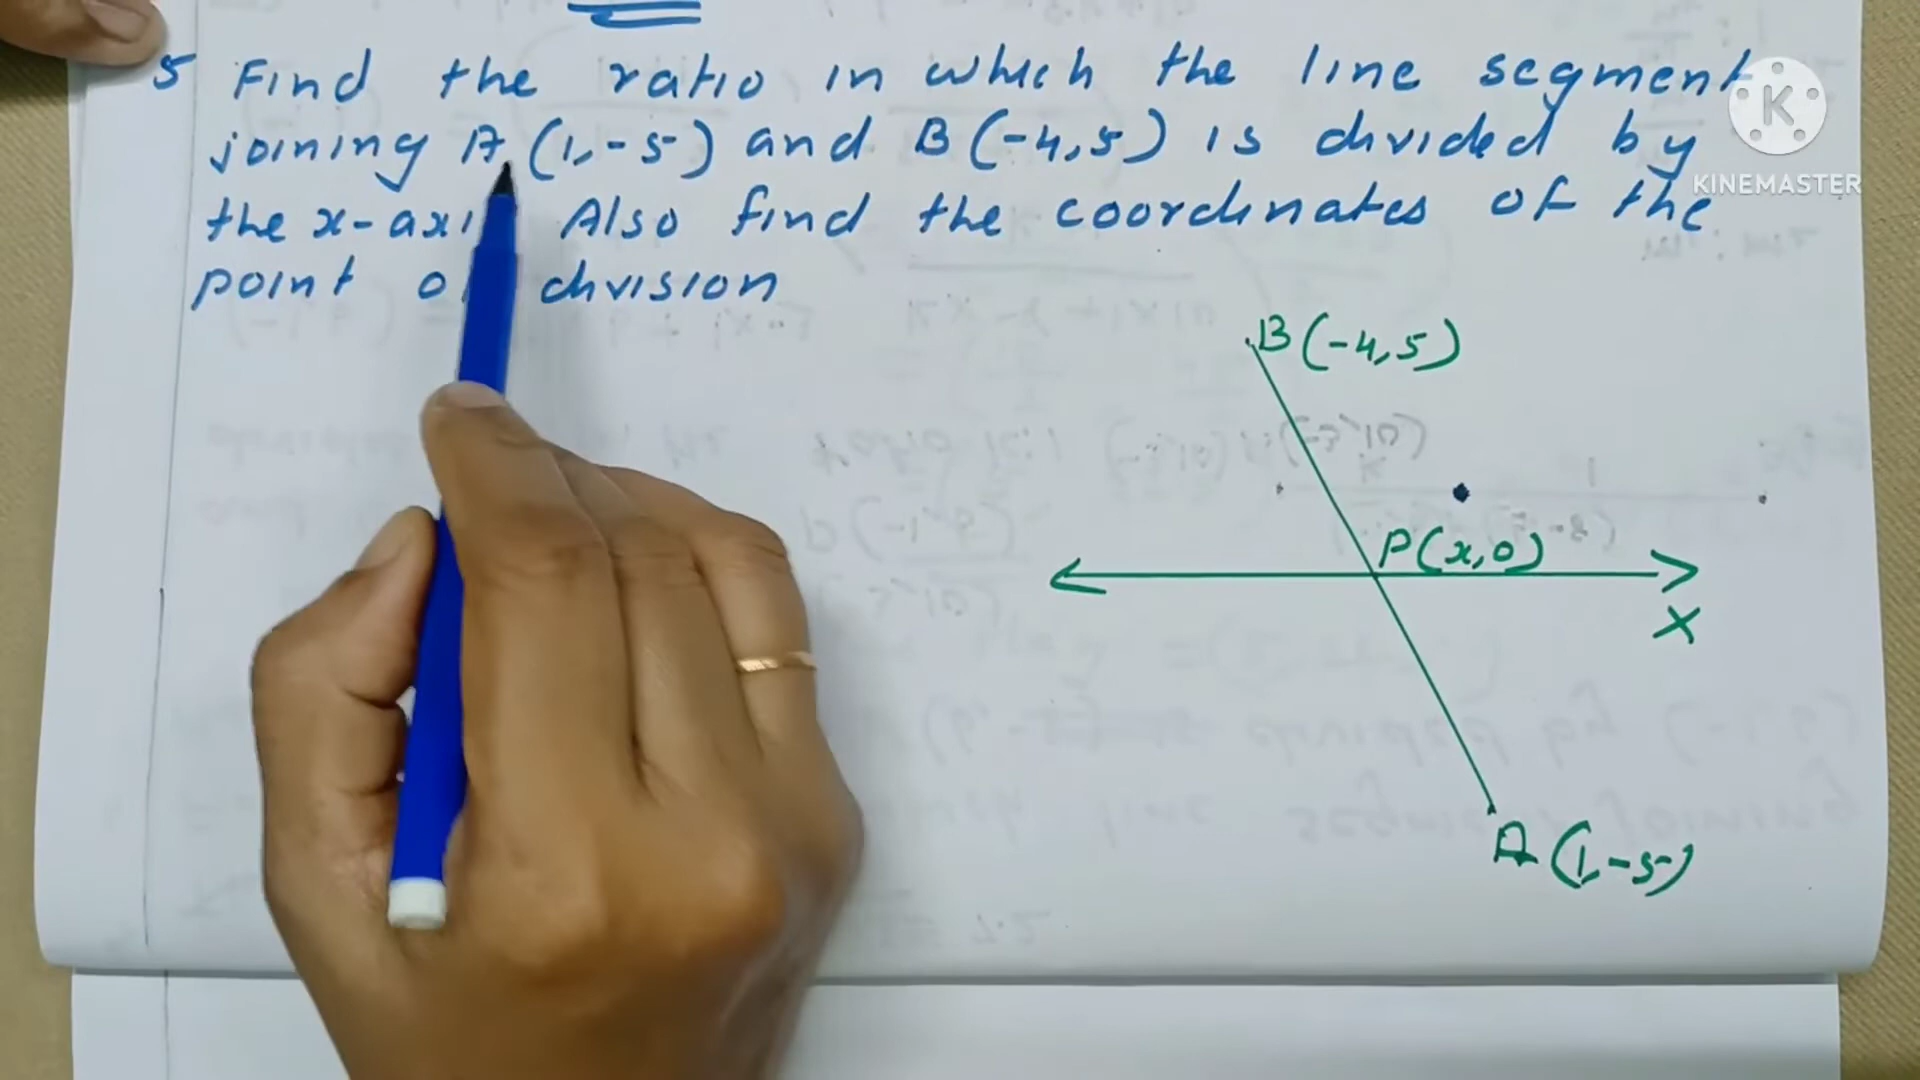 5 Find the ratio in which the line segment
joining A (1,-5) and B (-4,5) is divided by
the x-axi Also find the coordinates of the
point o division
B (-4,5)
P(x,0)
X
A (1,-5)
K
KINEMASTER